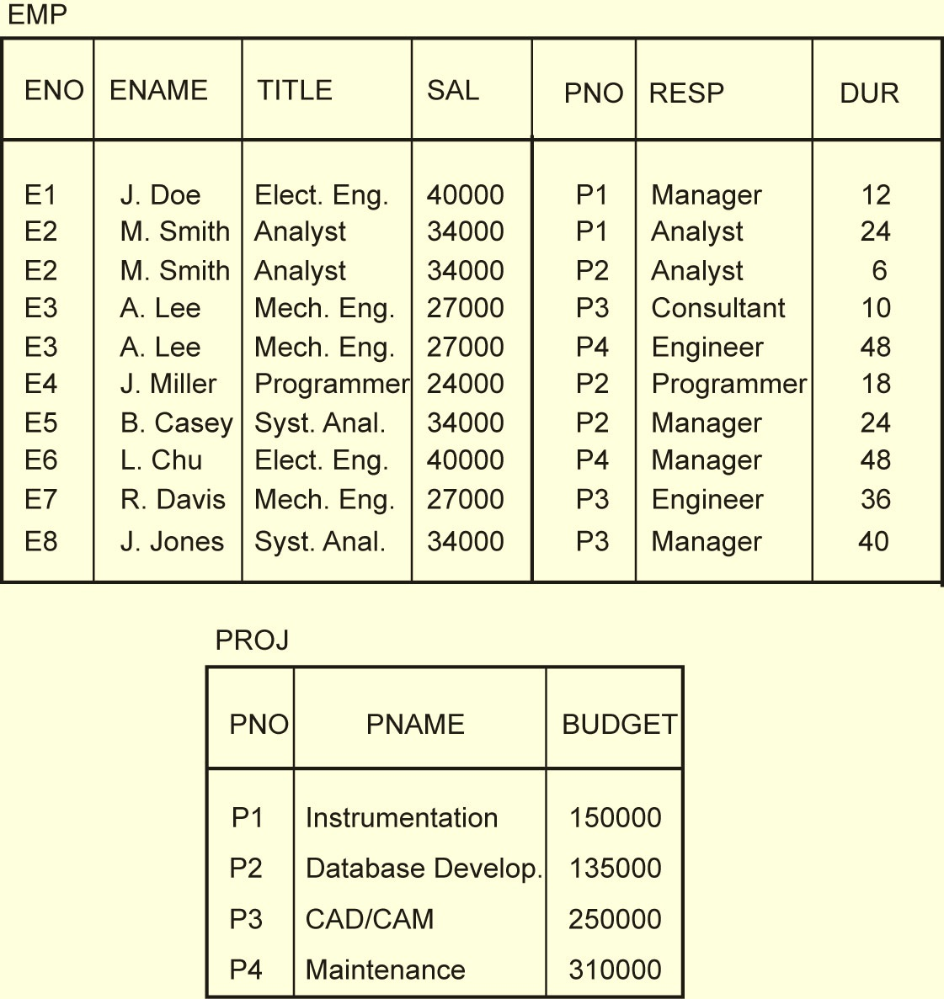 EMP
ENO ENAME TITLE SAL PNO RESP DUR
E1 J. Doe Elect. Eng. 40000 P1 Manager 12
E2 M. Smith Analyst 34000 P1 Analyst 24
E2 M. Smith Analyst 34000 P2 Analyst 6
E3 A. Lee Mech. Eng. 27000 P3 Consultant 10
E3 A. Lee Mech. Eng. 27000 P4 Engineer 48
E4 J. Miller Programmer 24000 P2 Programmer 18
E5 B. Casey Syst. Anal. 34000 P2 Manager 24
E6 L. Chu Elect. Eng. 40000 P4 Manager 48
E7 R. Davis Mech. Eng. 27000 P3 Engineer 36
E8 J. Jones Syst. Anal. 34000 P3 Manager 40
PROJ
PNO PNAME BUDGET
P1 Instrumentation 150000
P2 Database Develop. 135000
P3 CAD/CAM 250000
P4 Maintenance 310000